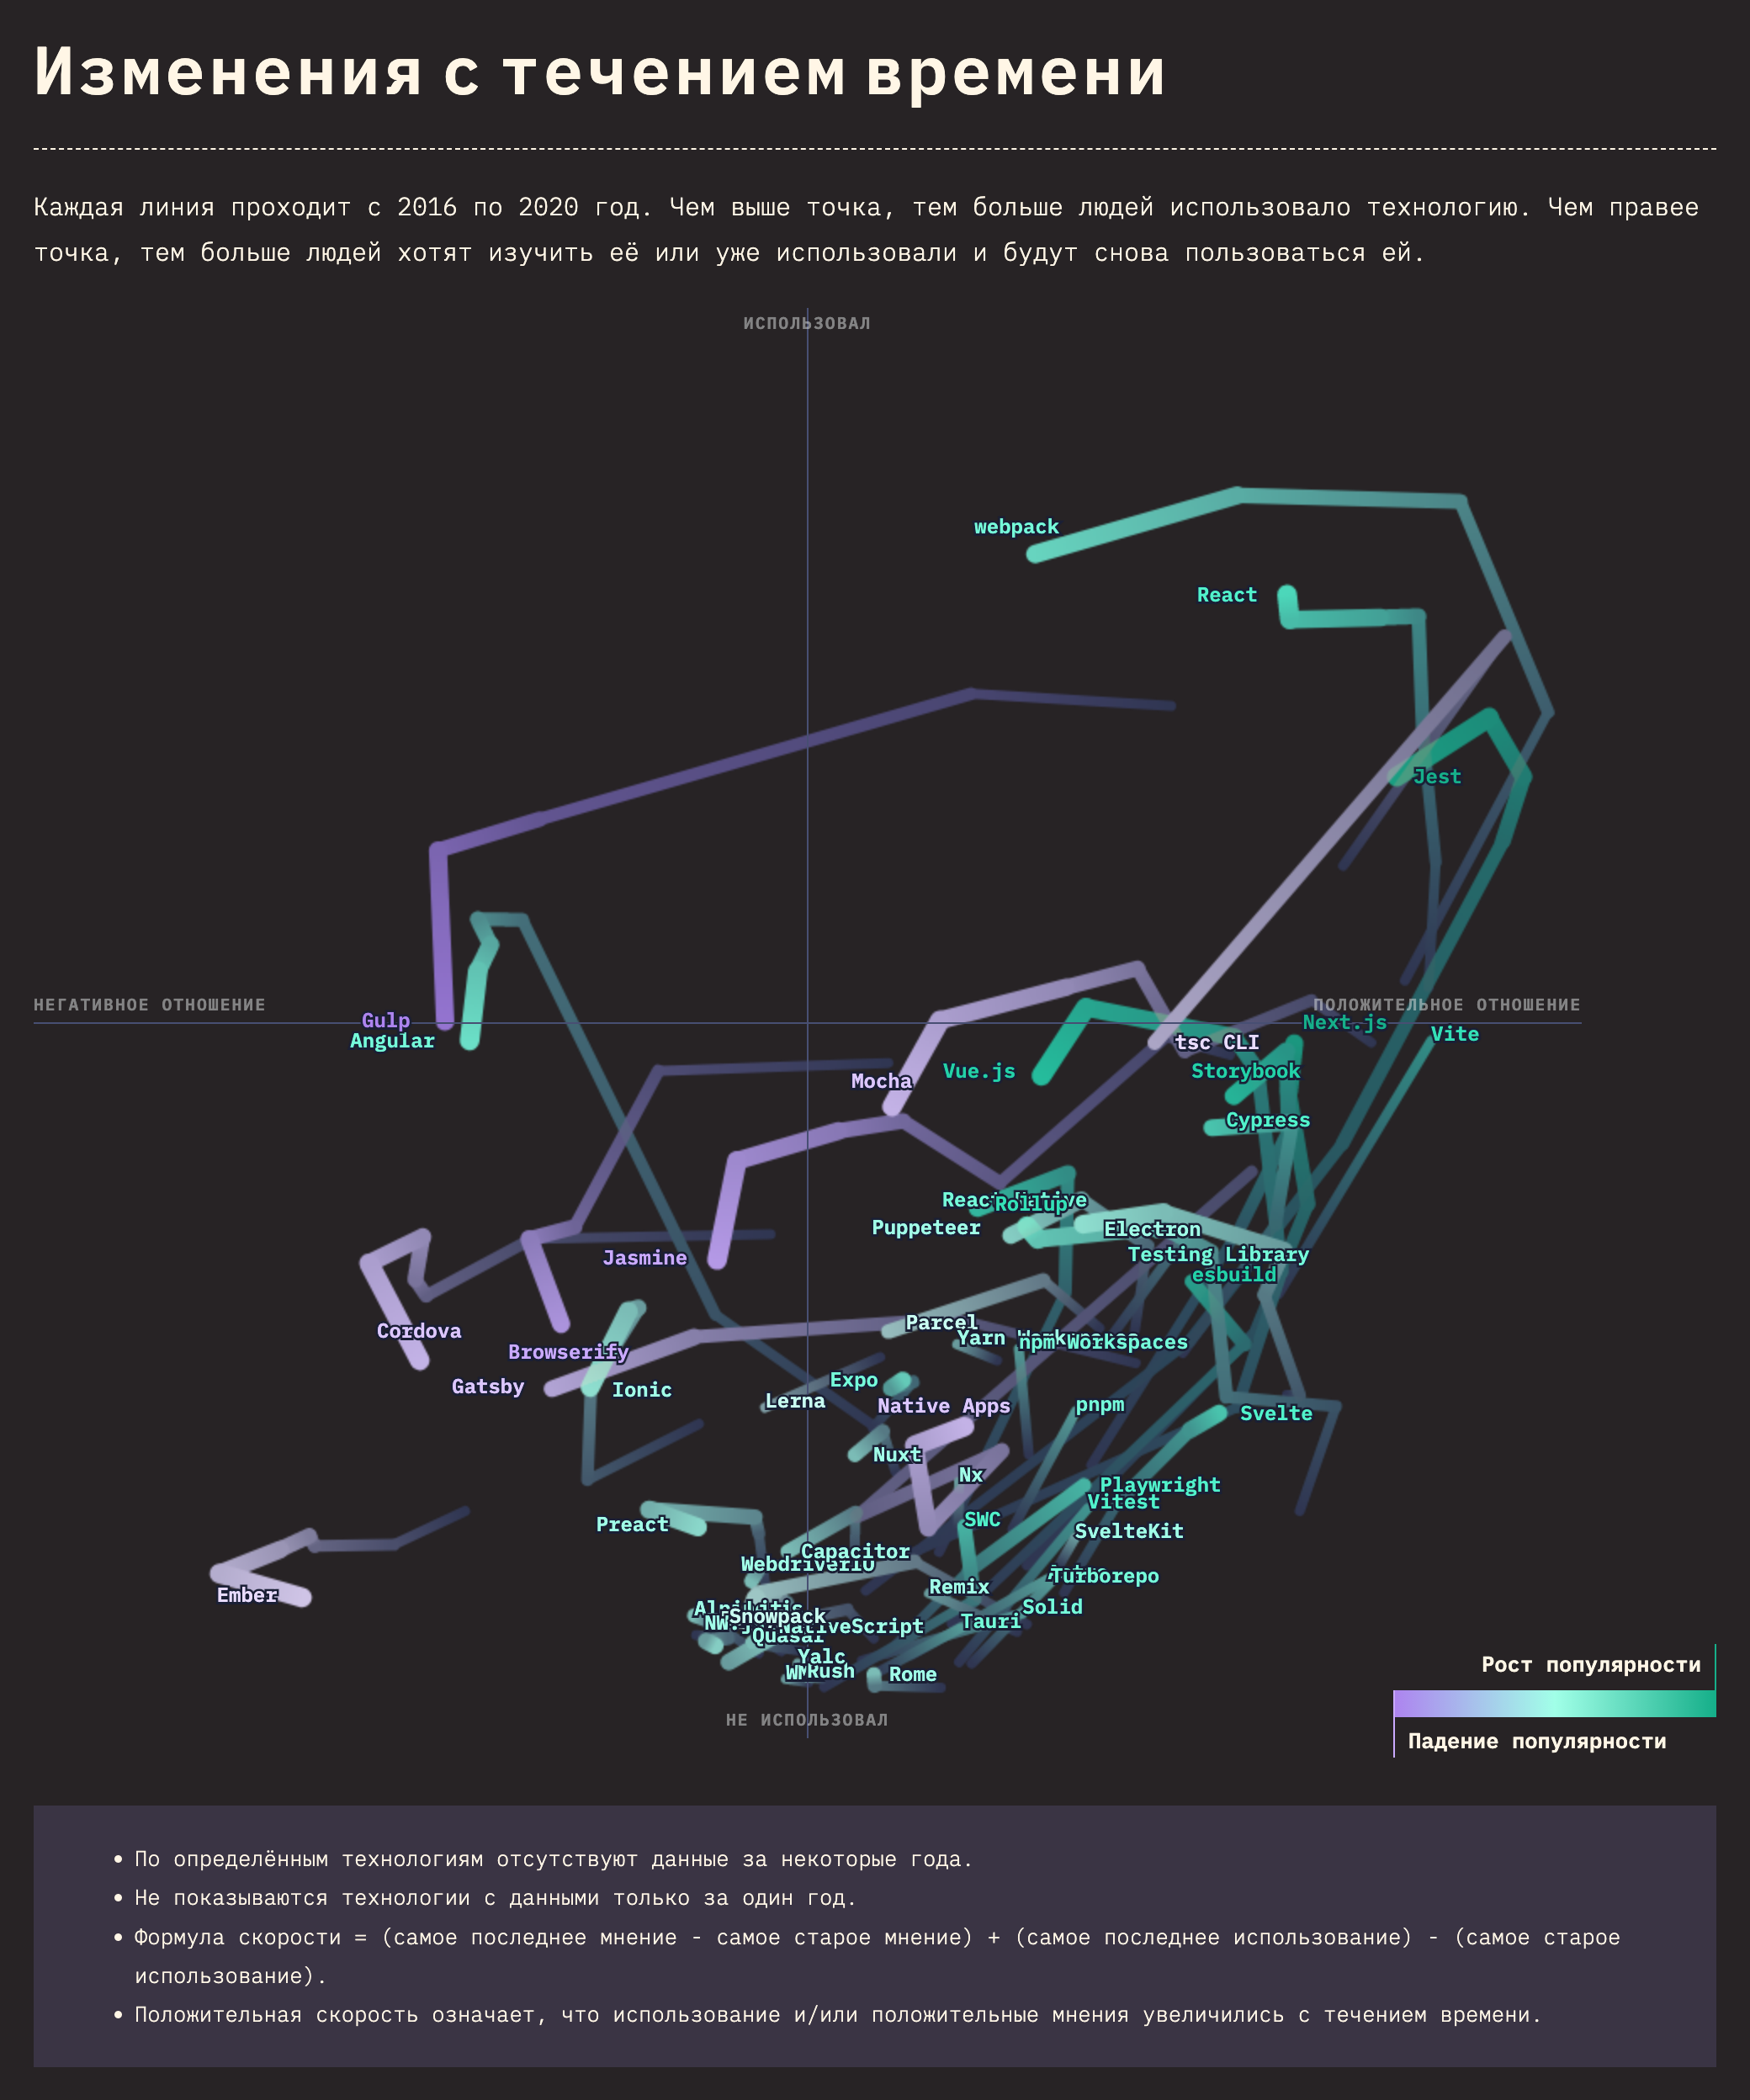 Изменения с течением времени
Каждая линия проходит с 2016 по 2020 год. Чем выше точка, тем больше людей использовало технологию. Чем правее
точка, тем больше людей хотят изучить её или уже использовали и будут снова пользоваться ей.
ИСПОЛЬЗОВАЛ
webpack
React
Jest
НЕГАТИВНОЕ ОТНОШЕНИЕ
ПОЛОЖИТЕЛЬНОЕ ОТНОШЕНИЕ
Gulp
Next.js
Vite
Angular
tsc CLI
Vue.js
Storybook
Mocha
Cypress
Rollup
Puppeteer
Electron
Jasmine
Testing Library
esbuild
Parcel
Cordova
Yarn
npm Workspaces
Browserify
Expo
Gatsby
Ionic
Lerna
Native Apps
pnpm
Svelte
Nuxt
Nx
Playwright
Vitest
SWC
Preact
SvelteKit
Capacitor
WebdriverIO
Turborepo
Remix
Ember
Solid
Snowpack
Tauri
NativeScript
Quasar
Yalc
Rush
Rome
НЕ ИСПОЛЬЗОВАЛ
Рост популярности
Падение популярности
По определённым технологиям отсутствуют данные за некоторые года.
Не показываются технологии с данными только за один год.
Формула скорости = (самое последнее мнение - самое старое мнение) + (самое последнее использование) - (самое старое
использование).
Положительная скорость означает, что использование и/или положительные мнения увеличились с течением времени.